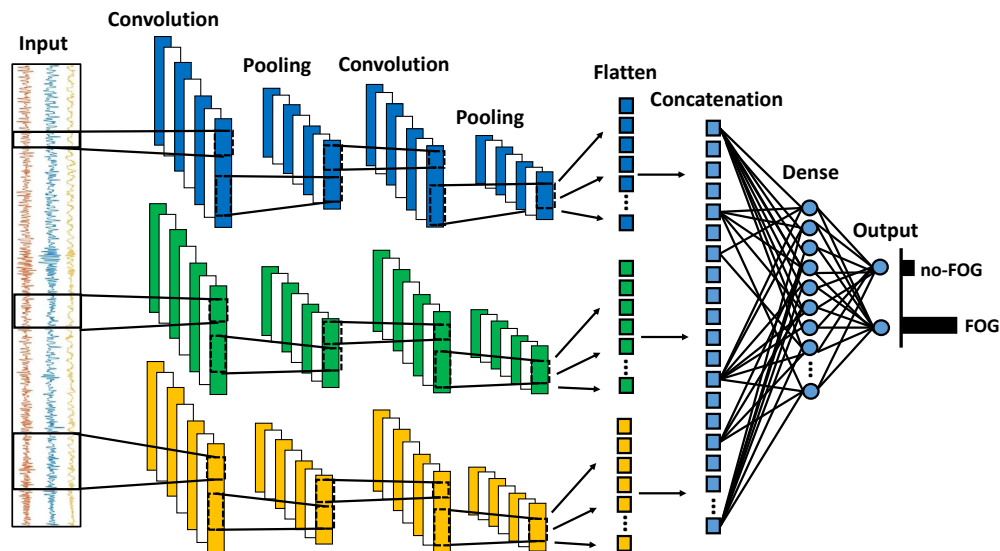 Input
Convolution
Pooling
Convolution
Pooling
Flatten
Concatenation
Dense
Output
no-FOG
FOG